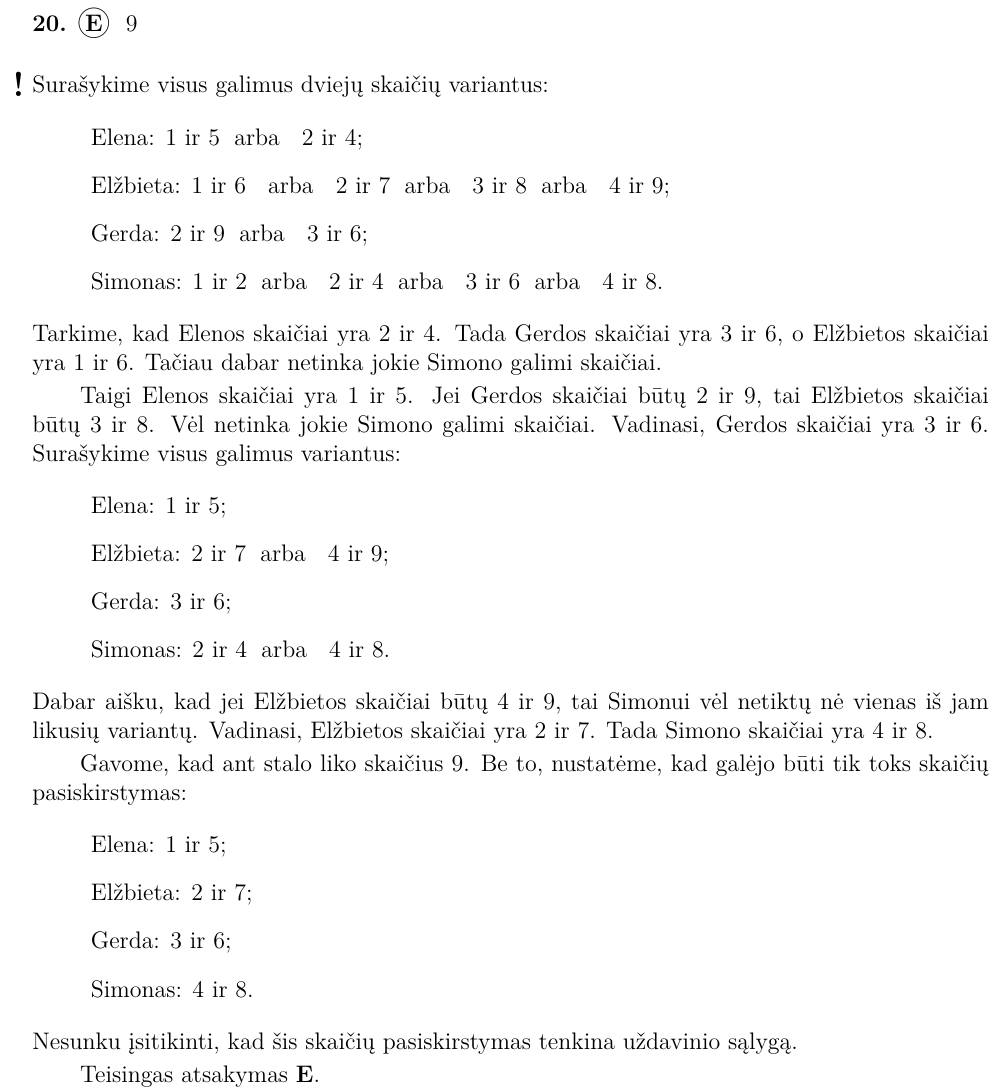 20. E 9
! Surašykime visus galimus dviejų skaičių variantus:
Elena: 1 ir 5 arba 2 ir 4;
Elžbieta: 1 ir 6 arba 2 ir 7 arba 3 ir 8 arba 4 ir 9;
Gerda: 2 ir 9 arba 3 ir 6;
Simonas: 1 ir 2 arba 2 ir 4 arba 3 ir 6 arba 4 ir 8.
Tarkime, kad Elenos skaičiai yra 2 ir 4. Tada Gerdos skaičiai yra 3 ir 6, o Elžbietos skaičiai
yra 1 ir 6. Tačiau dabar netinka jokie Simono galimi skaičiai.
Taigi Elenos skaičiai yra 1 ir 5. Jei Gerdos skaičiai būtų 2 ir 9, tai Elžbietos skaičiai
būtų 3 ir 8. Vėl netinka jokie Simono galimi skaičiai. Vadinasi, Gerdos skaičiai yra 3 ir 6.
Surašykime visus galimus variantus:
Elena: 1 ir 5;
Elžbieta: 2 ir 7 arba 4 ir 9;
Gerda: 3 ir 6;
Simonas: 2 ir 4 arba 4 ir 8.
Dabar aišku, kad jei Elžbietos skaičiai būtų 4 ir 9, tai Simonui vėl netiktų nė vienas iš jam
likusių variantų. Vadinasi, Elžbietos skaičiai yra 2 ir 7. Tada Simono skaičiai yra 4 ir 8.
Gavome, kad ant stalo liko skaičius 9. Be to, nustatėme, kad galėjo būti tik toks skaičių
pasiskirstymas:
Elena: 1 ir 5;
Elžbieta: 2 ir 7;
Gerda: 3 ir 6;
Simonas: 4 ir 8.
Nesunku įsitikinti, kad šis skaičių pasiskirstymas tenkina uždavinio sąlygą.
Teisingas atsakymas E.